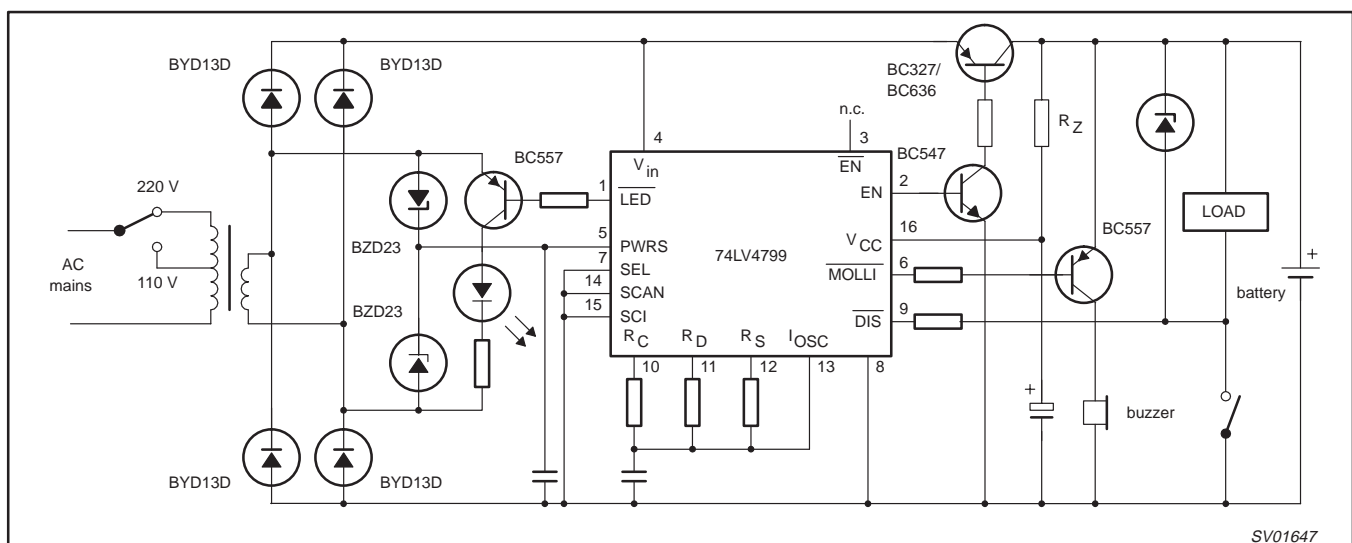 BYD13D
BYD13D
BC327/
BC636
n.c.
R Z
4
3
BC557
V in
EN
BC547
220 V
1
LED
EN
2
LOAD
16
BZD23
5
PWRS
V CC
BC557
7
SEL
74LV4799
AC
mains
110 V
14
SCAN
MOLLI
6
+
battery
BZD23
15
SCI
DIS
9
R C
R D
R S
I OSC
10
11
12
13
8
+
buzzer
BYD13D
BYD13D
SV01647